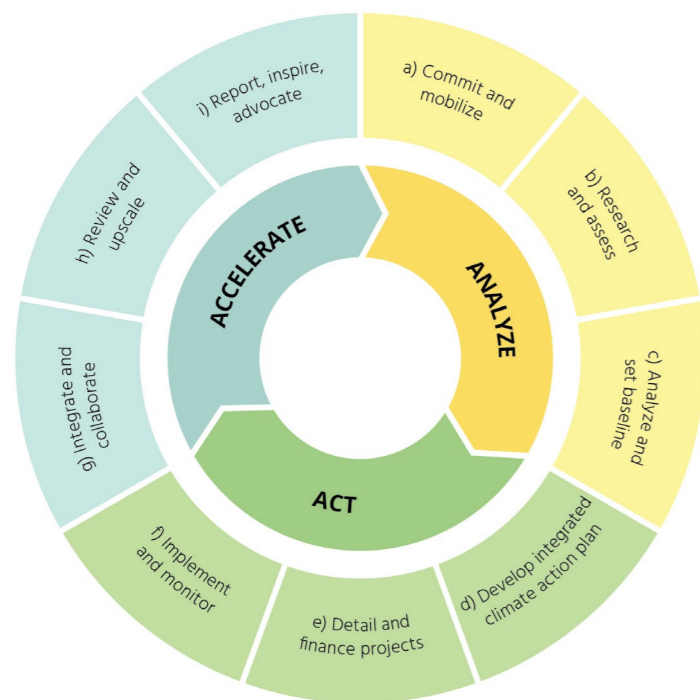 a) Commit and
mobilize
b) Research
and assess
c) Analyze and
set baseline
d) Develop integrated
climate action plan
e) Detail and
finance projects
f) Implement
and monitor
g) Integrate and
collaborate
h) Review and
upscale
i) Report, inspire,
advocate
ANALYZE
ACT
ACCELERATE